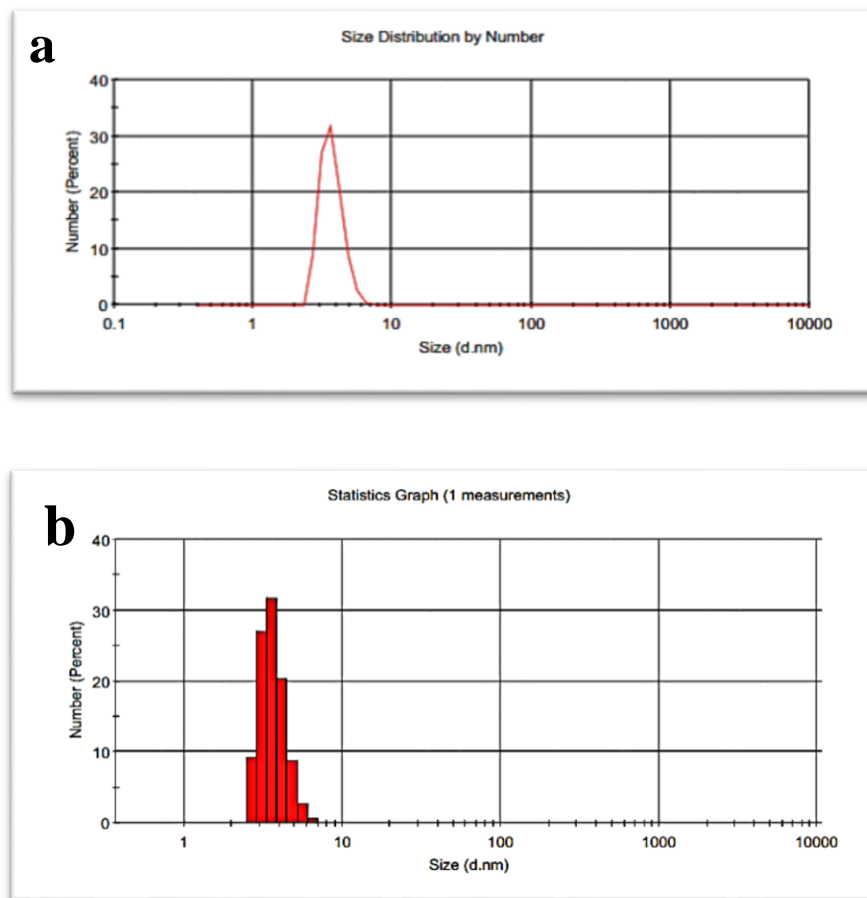 a
Size Distribution by Number
40
30
20
10
0
Number (Percent)
0.1 1 10 100 1000 10000
Size (d.nm)
b
Statistics Graph (1 measurements)
40
30
20
10
0
Number (Percent)
1 10 100 1000 10000
Size (d.nm)